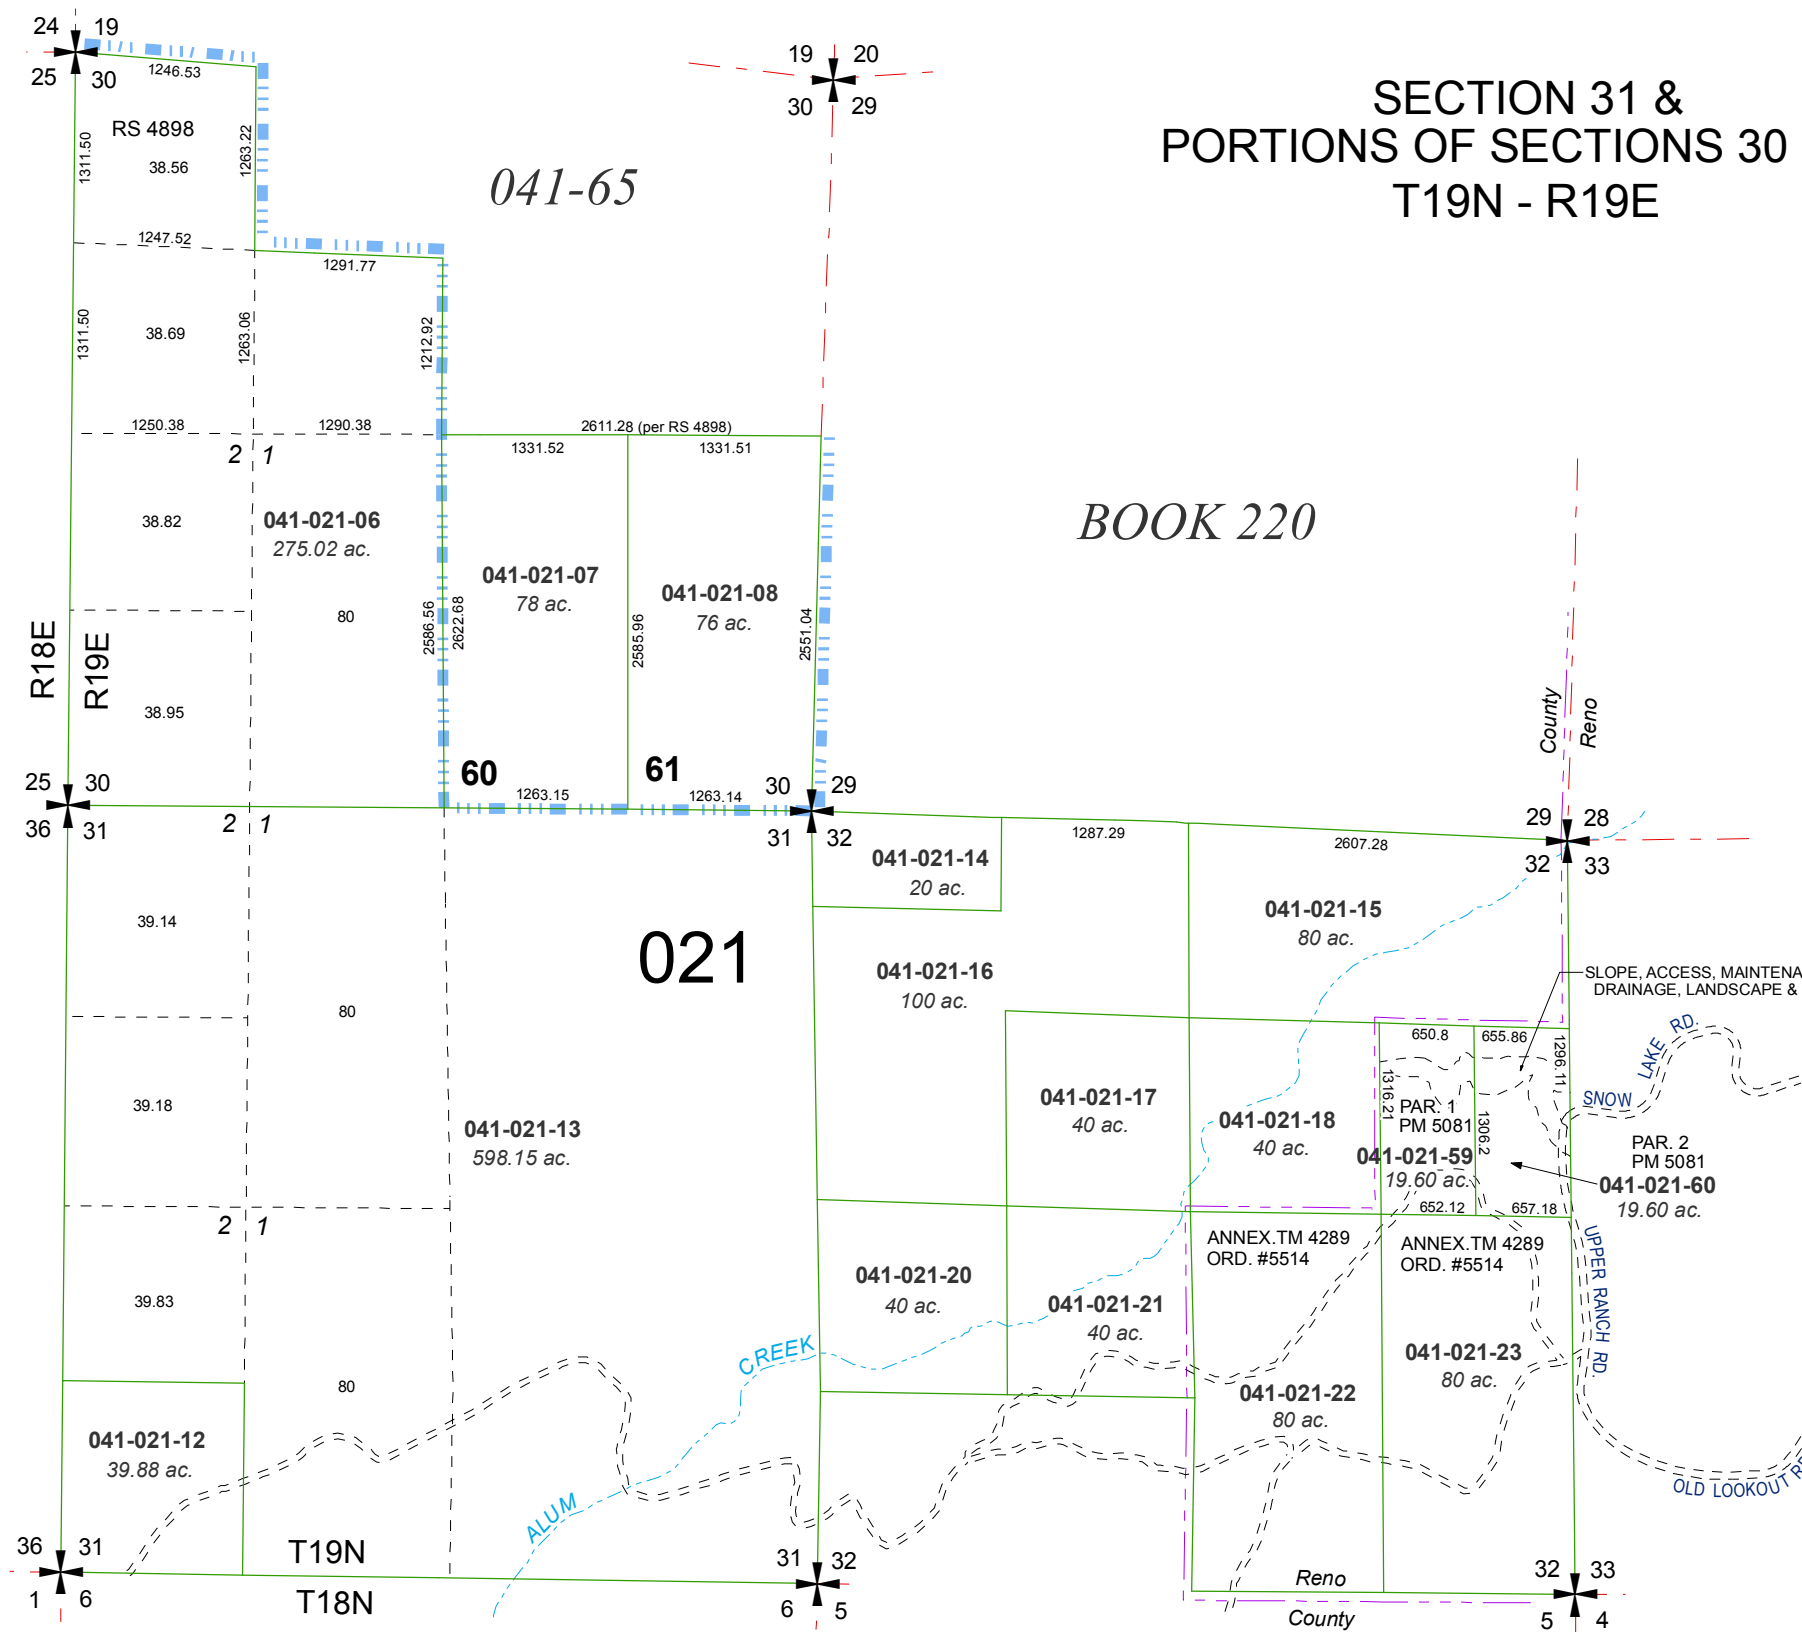 SECTION 31 &
PORTIONS OF SECTIONS 30
T19N - R19E
24 19
25 30
1246.53
RS 4898
38.56
1311.50
1263.22
1247.52
1291.77
041-65
19 20
30 29
38.69
1311.50
1263.06
1212.92
1250.38
1290.38
2611.28 (per RS 4898)
1331.52
1331.51
2 1
38.82
041-021-06
275.02 ac.
80
38.95
R18E
R19E
2586.56
2622.68
041-021-07
78 ac.
2585.96
041-021-08
76 ac.
2551.04
BOOK 220
County
Reno
60
61
1263.15
1263.14
25 30
36 31
2 1
30 29
31 32
29 28
32 33
1287.29
2607.28
041-021-14
20 ac.
041-021-15
80 ac.
021
041-021-16
100 ac.
39.14
80
39.18
041-021-13
598.15 ac.
SLOPE, ACCESS, MAINTENA
DRAINAGE, LANDSCAPE &
650.8
655.86
1296.11
1316.21
1306.2
SNOW LAKE RD.
041-021-17
40 ac.
041-021-18
40 ac.
PAR. 1
PM 5081
041-021-59
19.60 ac.
PAR. 2
PM 5081
041-021-60
19.60 ac.
652.12
657.18
2 1
39.83
80
041-021-20
40 ac.
041-021-21
40 ac.
ANNEX.TM 4289
ORD. #5514
ANNEX.TM 4289
ORD. #5514
UPPER RANCH RD.
041-021-22
80 ac.
041-021-23
80 ac.
ALUM CREEK
OLD LOOKOUT R
041-021-12
39.88 ac.
36 31
1 6
T19N
T18N
31 32
6 5
Reno
County
32 33
5 4